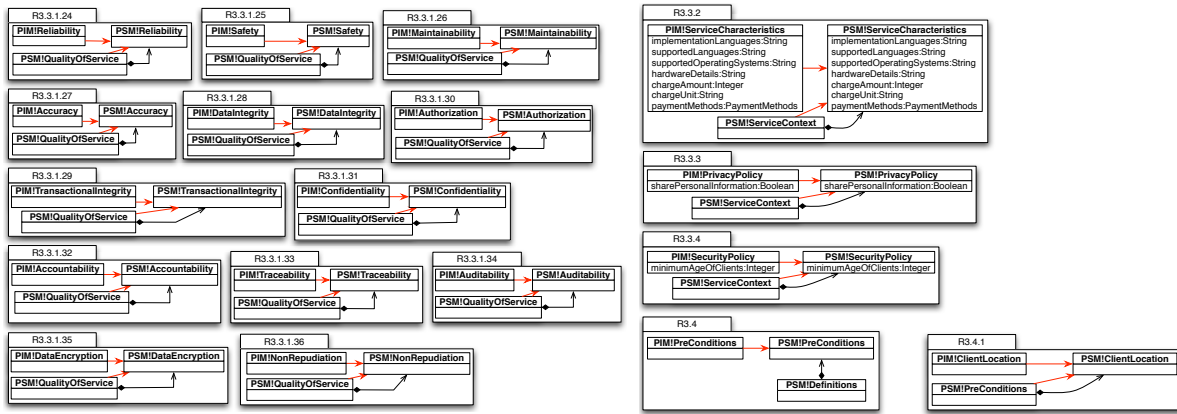 R3.3.1.24
PIM!Reliability
PSM!Reliability
PSM!QualityOfService
R3.3.1.25
PIM!Safety
PSM!Safety
PSM!QualityOfService
R3.3.1.26
PIM!Maintainability
PSM!Maintainability
PSM!QualityOfService
R3.3.1.27
PIM!Accuracy
PSM!Accuracy
PSM!QualityOfService
R3.3.1.28
PIM!DataIntegrity
PSM!DataIntegrity
PSM!QualityOfService
R3.3.1.30
PIM!Authorization
PSM!Authorization
PSM!QualityOfService
R3.3.1.29
PIM!TransactionalIntegrity
PSM!TransactionalIntegrity
PSM!QualityOfService
R3.3.1.31
PIM!Confidentiality
PSM!Confidentiality
PSM!QualityOfService
R3.3.1.32
PIM!Accountability
PSM!Accountability
PSM!QualityOfService
R3.3.1.33
PIM!Traceability
PSM!Traceability
PSM!QualityOfService
R3.3.1.34
PIM!Auditability
PSM!Auditability
PSM!QualityOfService
R3.3.1.35
PIM!DataEncryption
PSM!DataEncryption
PSM!QualityOfService
R3.3.1.36
PIM!NonRepudiation
PSM!NonRepudiation
PSM!QualityOfService
R3.3.2
PIM!ServiceCharacteristics
implementationLanguages:String
supportedLanguages:String
supportedOperatingSystems:String
hardwareDetails:String
chargeAmount:Integer
chargeUnit:String
paymentMethods:PaymentMethods
PSM!ServiceCharacteristics
implementationLanguages:String
supportedLanguages:String
supportedOperatingSystems:String
hardwareDetails:String
chargeAmount:Integer
chargeUnit:String
paymentMethods:PaymentMethods
PSM!ServiceContext
R3.3.3
PIM!PrivacyPolicy
sharePersonalInformation:Boolean
PSM!PrivacyPolicy
sharePersonalInformation:Boolean
PSM!ServiceContext
R3.3.4
PIM!SecurityPolicy
minimumAgeOfClients:Integer
PSM!SecurityPolicy
minimumAgeOfClients:Integer
PSM!ServiceContext
R3.4
PIM!PreConditions
PSM!PreConditions
PSM!Definitions
R3.4.1
PIM!ClientLocation
PSM!ClientLocation
PSM!PreConditions